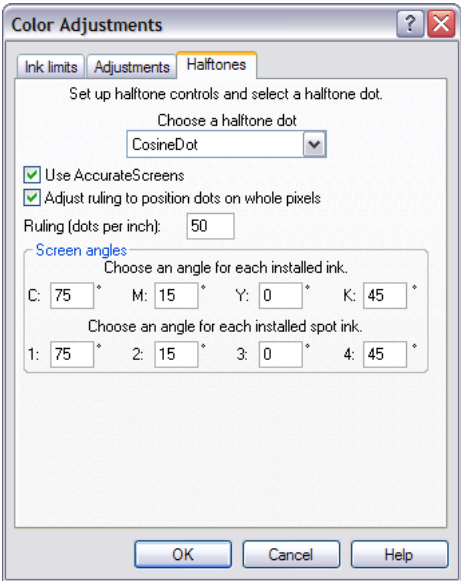 Color Adjustments
Ink limits Adjustments Halftones
Set up halftone controls and select a halftone dot.
Choose a halftone dot
CosineDot
Use AccurateScreens
Adjust ruling to position dots on whole pixels
Ruling (dots per inch): 50
Screen angles
Choose an angle for each installed ink.
C: 75 ° M: 15 ° Y: 0 ° K: 45 °
Choose an angle for each installed spot ink.
1: 75 ° 2: 15 ° 3: 0 ° 4: 45 °
OK Cancel Help